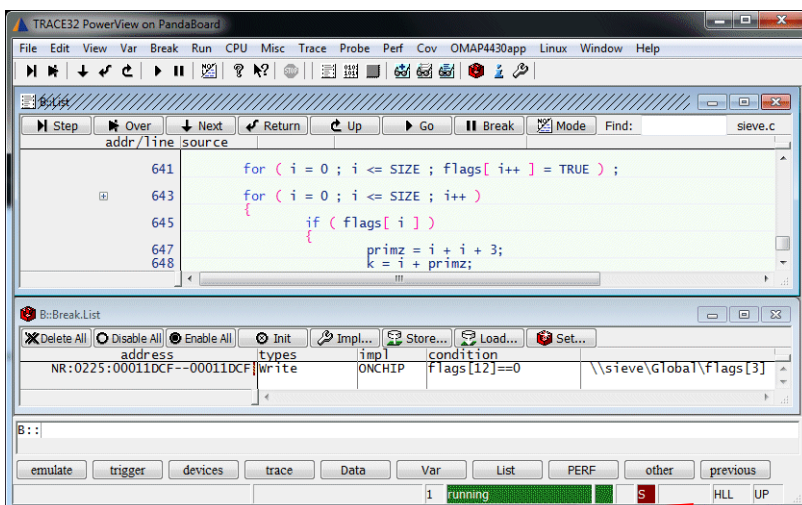 TRACE32 PowerView on PandaBoard
File Edit View Var Break Run CPU Misc Trace Probe Perf Cov OMAP4430app Linux Window Help
B::List
Step Over Next Return Up Go Break Mode Find: sieve.c
addr/line source
641 for ( i = 0 ; i <= SIZE ; flags[ i++ ] = TRUE ) ;
643 for ( i = 0 ; i <= SIZE ; i++ )
{
645 if ( flags[ i ] )
{
647 primz = i + i + 3;
648 k = i + primz;
B::Break.List
Delete All Disable All Enable All Init Impl... Store... Load... Set...
address types impl condition
NR:0225:00011DCF--00011DCF Write ONCHIP flags[12]==0 \\sieve\Global\flags[3]
B::
emulate trigger devices trace Data Var List PERF other previous
1 running S HLL UP